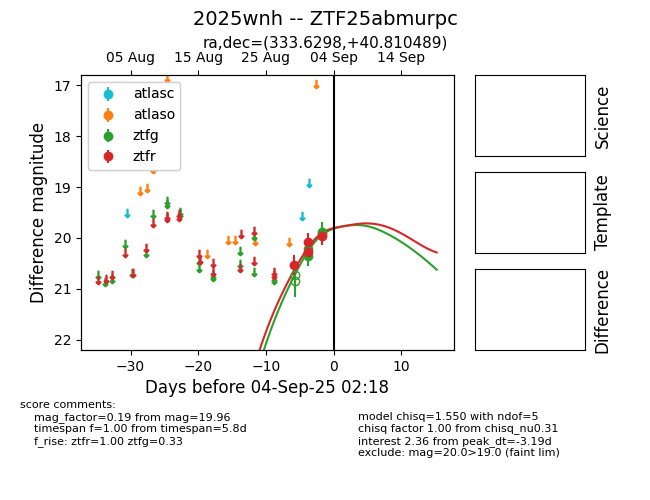 2025wnh -- ZTF25abmurpc
ra,dec=(333.6298,+40.810489)
05 Aug 15 Aug 25 Aug 04 Sep 14 Sep
17
18
19
20
21
22
Difference magnitude
atlasc
atlaso
ztfg
ztfr
−30 −20 −10 0 10
Days before 04-Sep-25 02:18
Science
Template
Difference
score comments:
mag_factor=0.19 from mag=19.96
timespan f=1.00 from timespan=5.8d
f_rise: ztfr=1.00 ztfg=0.33
model chisq=1.550 with ndof=5
chisq factor 1.00 from chisq_nu0.31
interest 2.36 from peak_dt=-3.19d
exclude: mag=20.0>19.0 (faint lim)